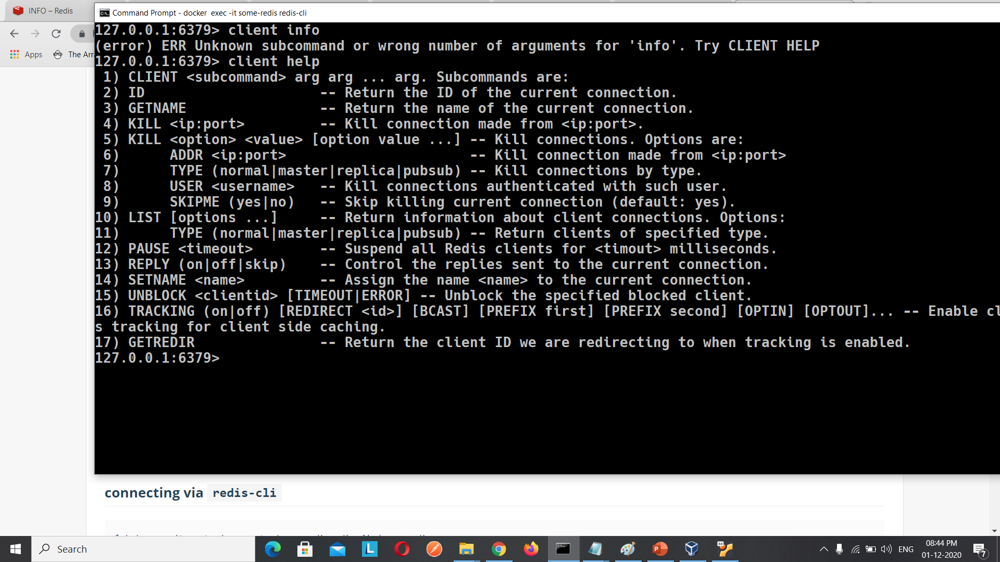 INFO – Redis
Command Prompt - docker  exec -it some-redis redis-cli
Apps
The Arr
127.0.0.1:6379> client info
(error) ERR Unknown subcommand or wrong number of arguments for 'info'. Try CLIENT HELP
127.0.0.1:6379> client help
 1) CLIENT <subcommand> arg arg ... arg. Subcommands are:
 2) ID                     -- Return the ID of the current connection.
 3) GETNAME                -- Return the name of the current connection.
 4) KILL <ip:port>         -- Kill connection made from <ip:port>.
 5) KILL <option> <value> [option value ...] -- Kill connections. Options are:
 6)      ADDR <ip:port>                      -- Kill connection made from <ip:port>
 7)      TYPE (normal|master|replica|pubsub) -- Kill connections by type.
 8)      USER <username>   -- Kill connections authenticated with such user.
 9)      SKIPME (yes|no)   -- Skip killing current connection (default: yes).
10) LIST [options ...]     -- Return information about client connections. Options:
11)      TYPE (normal|master|replica|pubsub) -- Return clients of specified type.
12) PAUSE <timeout>        -- Suspend all Redis clients for <timout> milliseconds.
13) REPLY (on|off|skip)    -- Control the replies sent to the current connection.
14) SETNAME <name>         -- Assign the name <name> to the current connection.
15) UNBLOCK <clientid> [TIMEOUT|ERROR] -- Unblock the specified blocked client.
16) TRACKING (on|off) [REDIRECT <id>] [BCAST] [PREFIX first] [PREFIX second] [OPTIN] [OPTOUT]... -- Enable cl
s tracking for client side caching.
17) GETREDIR               -- Return the client ID we are redirecting to when tracking is enabled.
127.0.0.1:6379>
connecting via redis-cli
Search
ENG
08:44 PM
01-12-2020
7